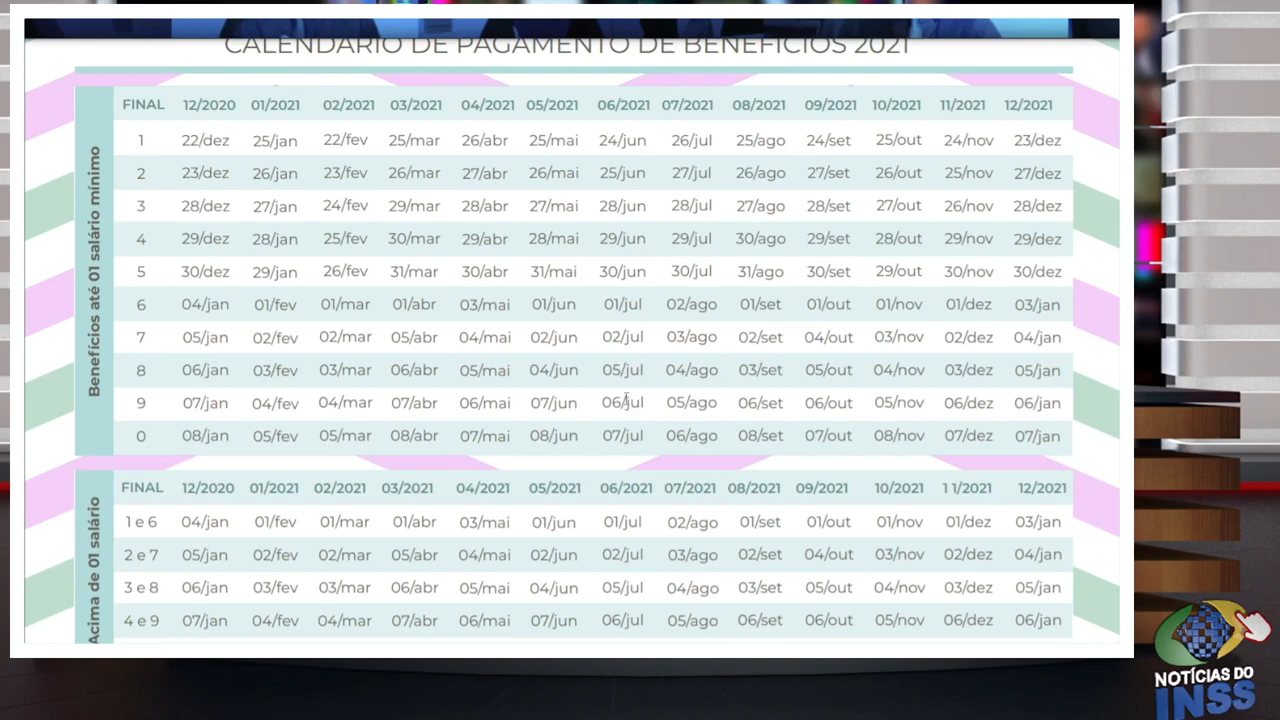 CALENDÁRIO DE PAGAMENTO DE BENEFÍCIOS 2021
Benefícios até 01 salário mínimo
FINAL 12/2020 01/2021 02/2021 03/2021 04/2021 05/2021 06/2021 07/2021 08/2021 09/2021 10/2021 11/2021 12/2021
1 22/dez 25/jan 22/fev 25/mar 26/abr 25/mai 24/jun 26/jul 25/ago 24/set 25/out 24/nov 23/dez
2 23/dez 26/jan 23/fev 26/mar 27/abr 26/mai 25/jun 27/jul 26/ago 27/set 26/out 25/nov 27/dez
3 28/dez 27/jan 24/fev 29/mar 28/abr 27/mai 28/jun 28/jul 27/ago 28/set 27/out 26/nov 28/dez
4 29/dez 28/jan 25/fev 30/mar 29/abr 28/mai 29/jun 29/jul 30/ago 29/set 28/out 29/nov 29/dez
5 30/dez 29/jan 26/fev 31/mar 30/abr 31/mai 30/jun 30/jul 31/ago 30/set 29/out 30/nov 30/dez
6 04/jan 01/fev 01/mar 01/abr 03/mai 01/jun 01/jul 02/ago 01/set 01/out 01/nov 01/dez 03/jan
7 05/jan 02/fev 02/mar 05/abr 04/mai 02/jun 02/jul 03/ago 02/set 04/out 03/nov 02/dez 04/jan
8 06/jan 03/fev 03/mar 06/abr 05/mai 04/jun 05/jul 04/ago 03/set 05/out 04/nov 03/dez 05/jan
9 07/jan 04/fev 04/mar 07/abr 06/mai 07/jun 06/jul 05/ago 06/set 06/out 05/nov 06/dez 06/jan
0 08/jan 05/fev 05/mar 08/abr 07/mai 08/jun 07/jul 06/ago 08/set 07/out 08/nov 07/dez 07/jan
Acima de 01 salário
FINAL 12/2020 01/2021 02/2021 03/2021 04/2021 05/2021 06/2021 07/2021 08/2021 09/2021 10/2021 11/2021 12/2021
1 e 6 04/jan 01/fev 01/mar 01/abr 03/mai 01/jun 01/jul 02/ago 01/set 01/out 01/nov 01/dez 03/jan
2 e 7 05/jan 02/fev 02/mar 05/abr 04/mai 02/jun 02/jul 03/ago 02/set 04/out 03/nov 02/dez 04/jan
3 e 8 06/jan 03/fev 03/mar 06/abr 05/mai 04/jun 05/jul 04/ago 03/set 05/out 04/nov 03/dez 05/jan
4 e 9 07/jan 04/fev 04/mar 07/abr 06/mai 07/jun 06/jul 05/ago 06/set 06/out 05/nov 06/dez 06/jan
NOTÍCIAS DO
INSS